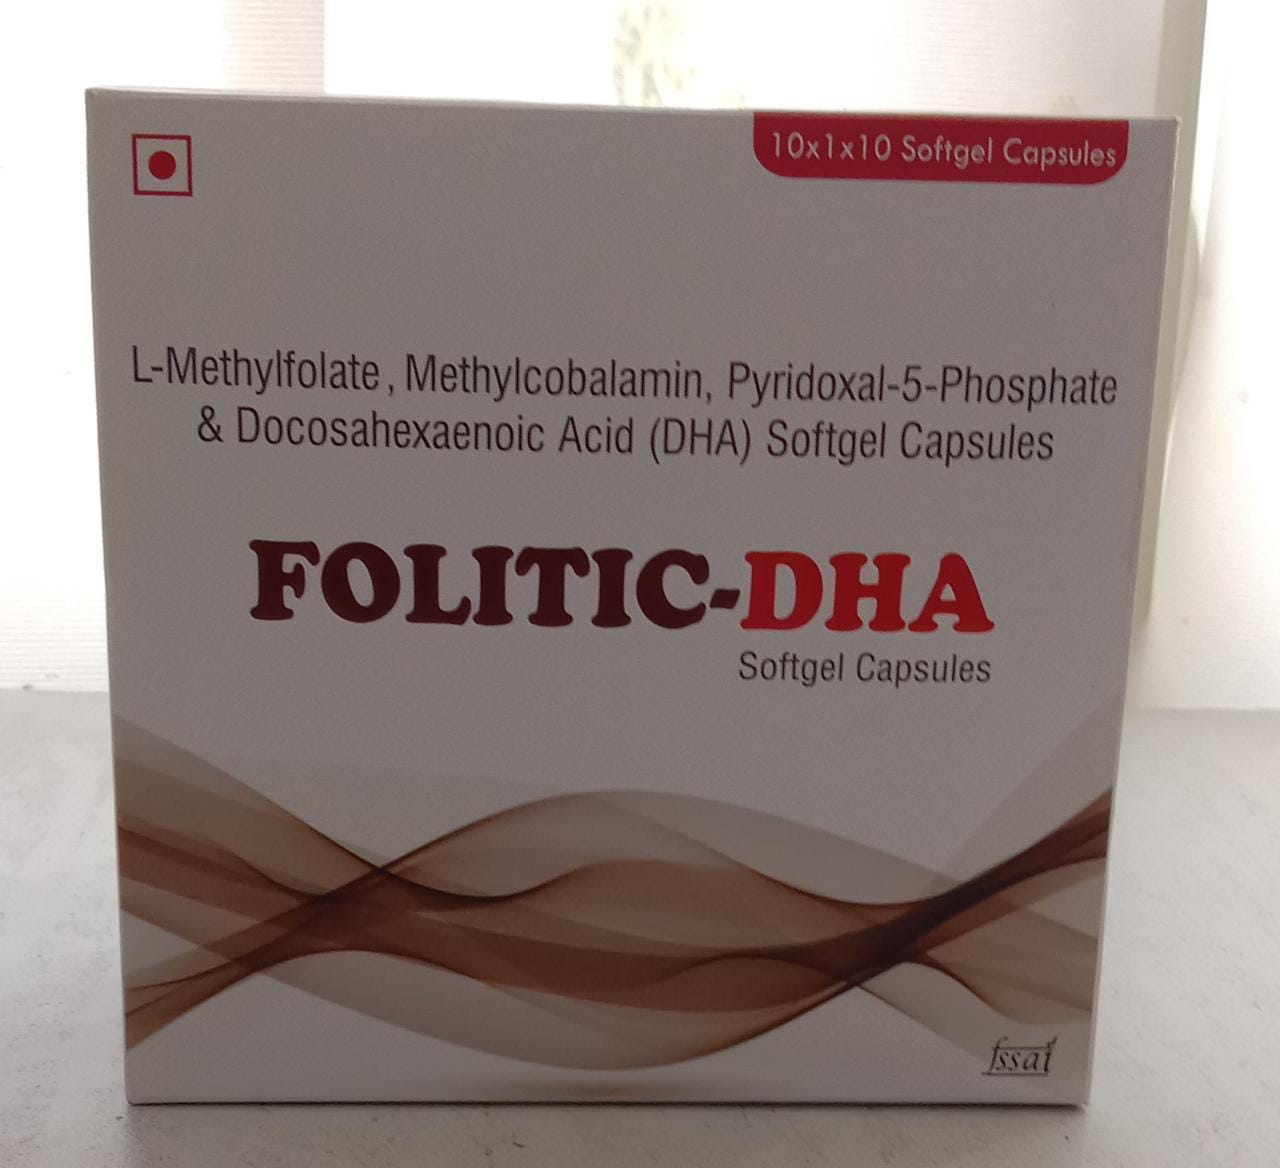 10x1x10 Softgel Capsules
L-Methylfolate, Methylcobalamin, Pyridoxal-5-Phosphate
& Docosahexaenoic Acid (DHA) Softgel Capsules
FOLITIC-DHA
Softgel Capsules
fssai